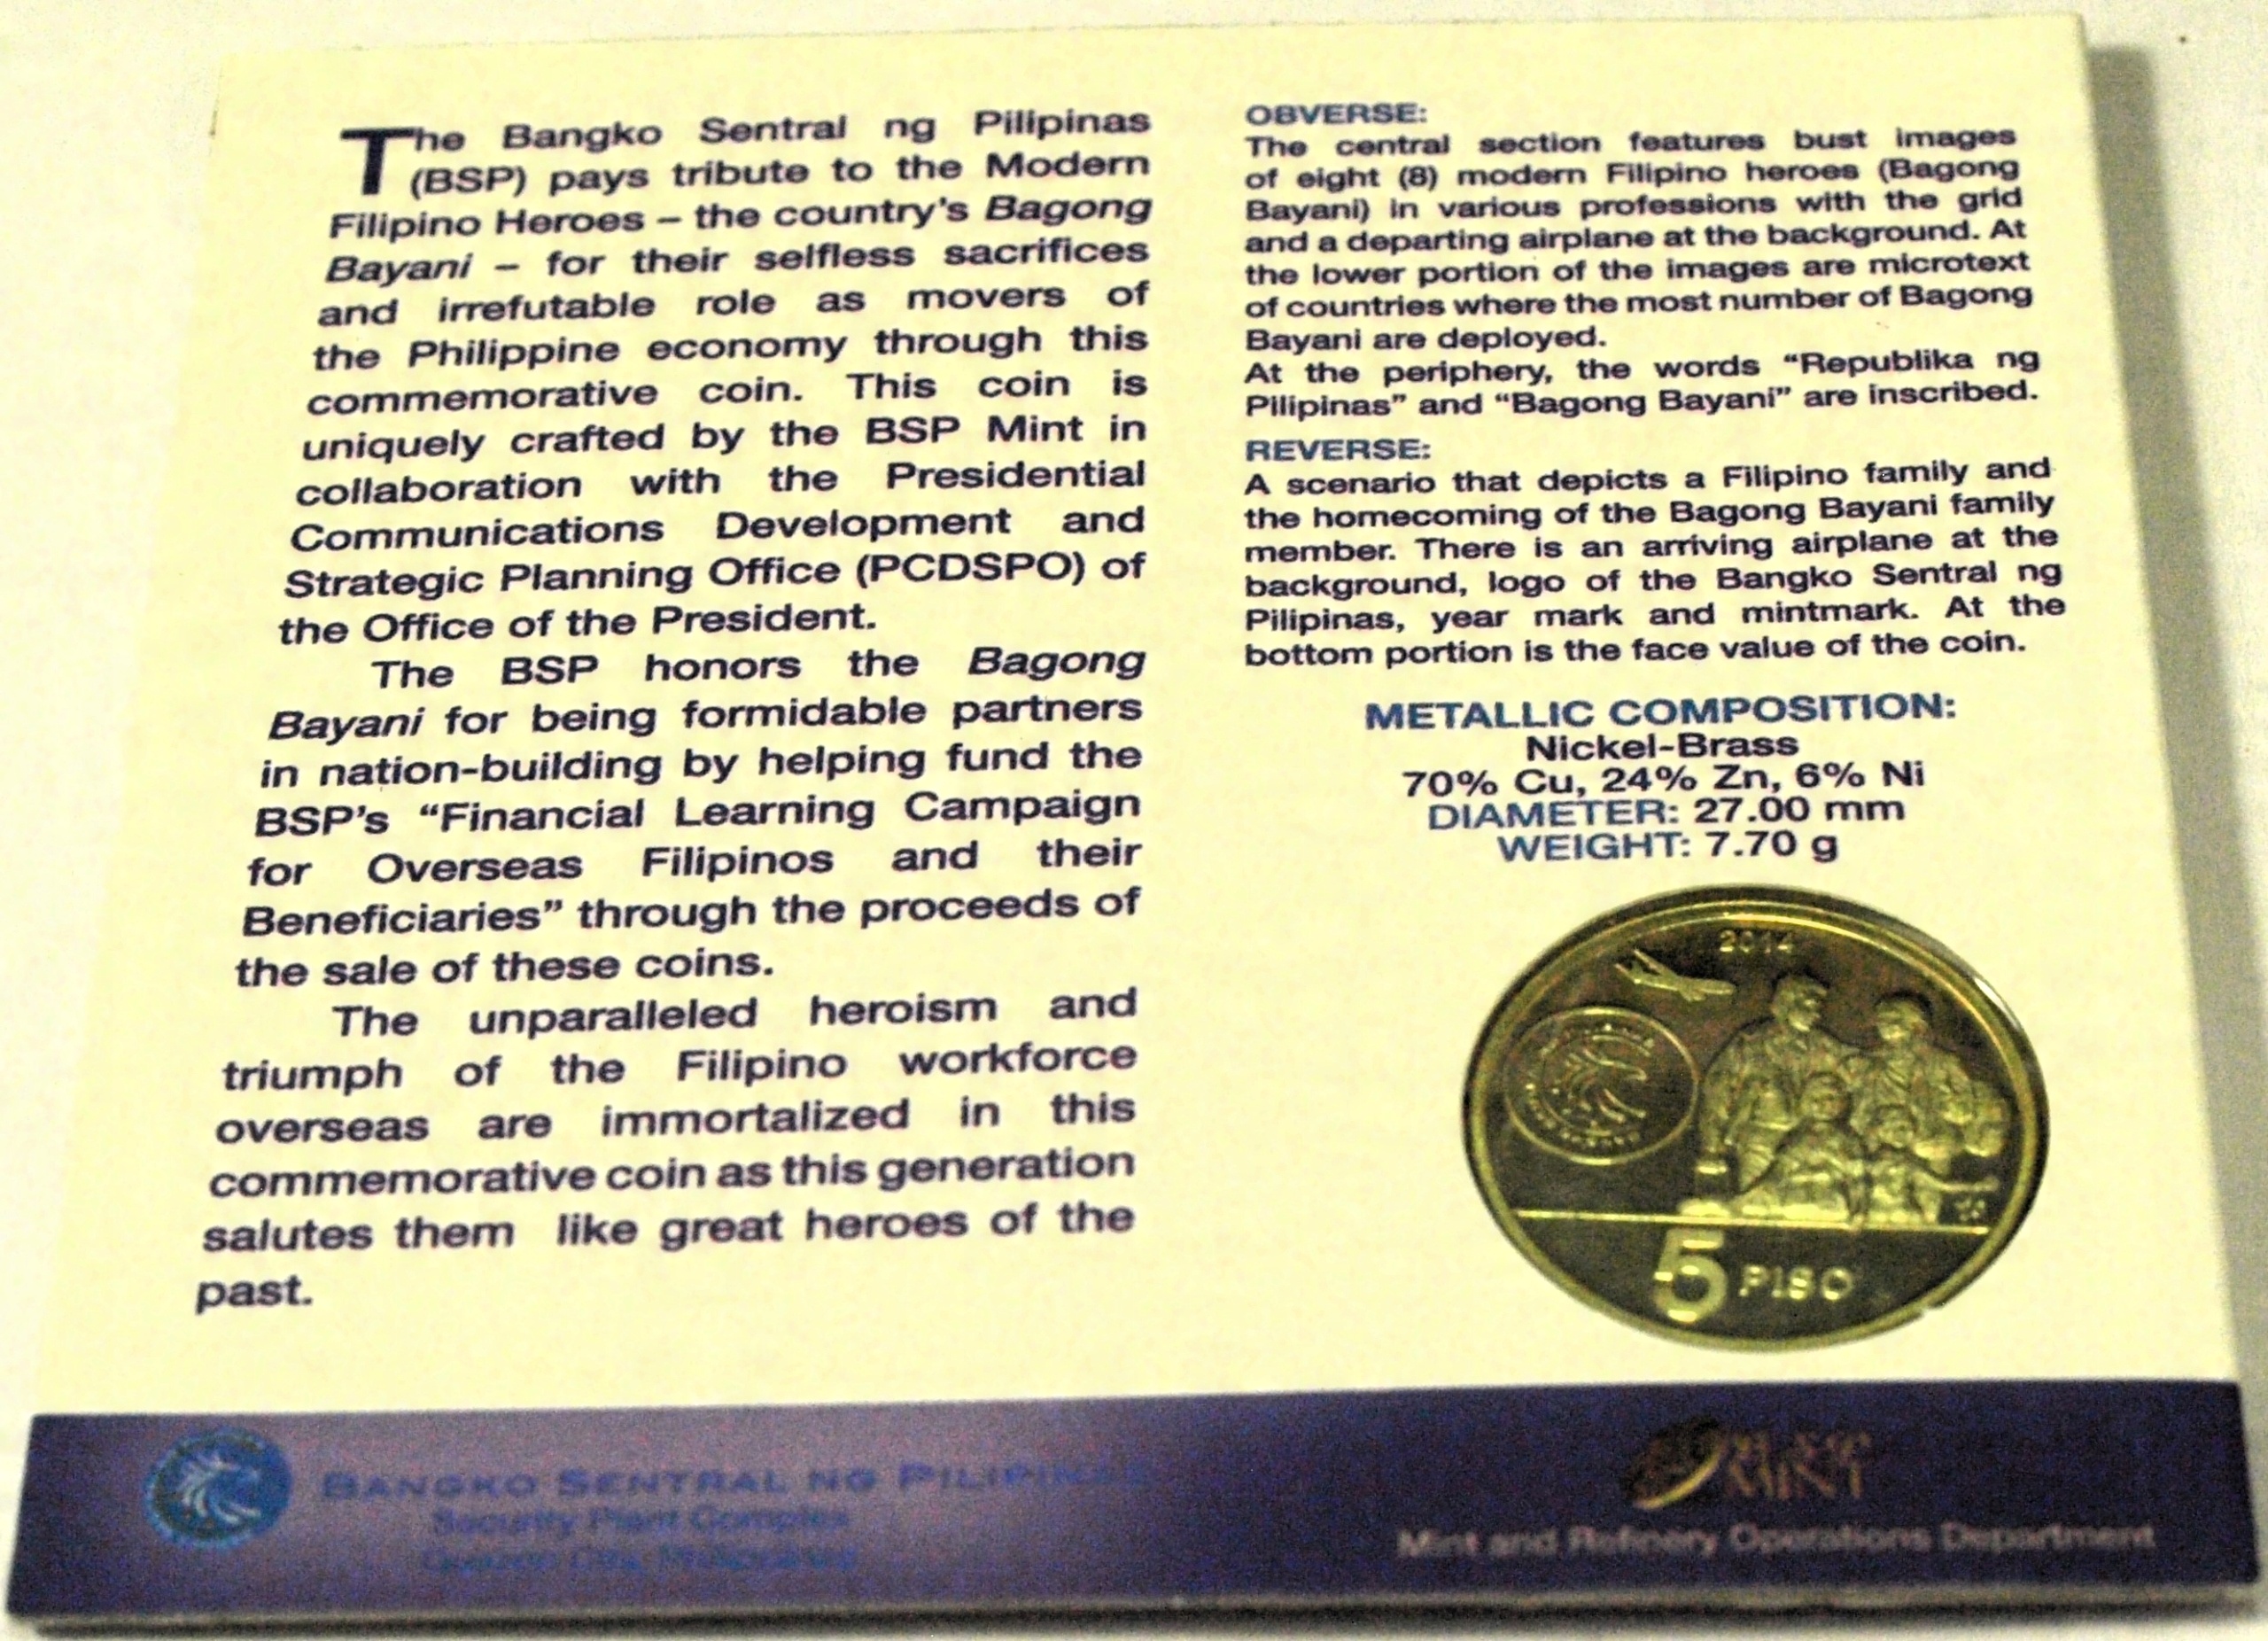 The Bangko Sentral ng Pilipinas
(BSP) pays tribute to the Modern
Filipino Heroes – the country's Bagong
Bayani – for their selfless sacrifices
and irrefutable role as movers of
the Philippine economy through this
commemorative coin. This coin is
uniquely crafted by the BSP Mint in
collaboration with the Presidential
Communications Development and
Strategic Planning Office (PCDSPO) of
the Office of the President.
The BSP honors the Bagong
Bayani for being formidable partners
in nation-building by helping fund the
BSP's “Financial Learning Campaign
for Overseas Filipinos and their
Beneficiaries” through the proceeds of
the sale of these coins.
The unparalleled heroism and
triumph of the Filipino workforce
overseas are immortalized in this
commemorative coin as this generation
salutes them like great heroes of the
past.
OBVERSE:
The central section features bust images
of eight (8) modern Filipino heroes (Bagong
Bayani) in various professions with the grid
and a departing airplane at the background. At
the lower portion of the images are microtext
of countries where the most number of Bagong
Bayani are deployed.
At the periphery, the words “Republika ng
Pilipinas” and “Bagong Bayani” are inscribed.
REVERSE:
A scenario that depicts a Filipino family and
the homecoming of the Bagong Bayani family
member. There is an arriving airplane at the
background, logo of the Bangko Sentral ng
Pilipinas, year mark and mintmark. At the
bottom portion is the face value of the coin.
METALLIC COMPOSITION:
Nickel-Brass
70% Cu, 24% Zn, 6% Ni
DIAMETER: 27.00 mm
WEIGHT: 7.70 g
2014
5 PISO
BANGKO SENTRAL NG PILIPINAS
Security Plant Complex
Quezon City, Philippines
MINT
Mint and Refinery Operations Department